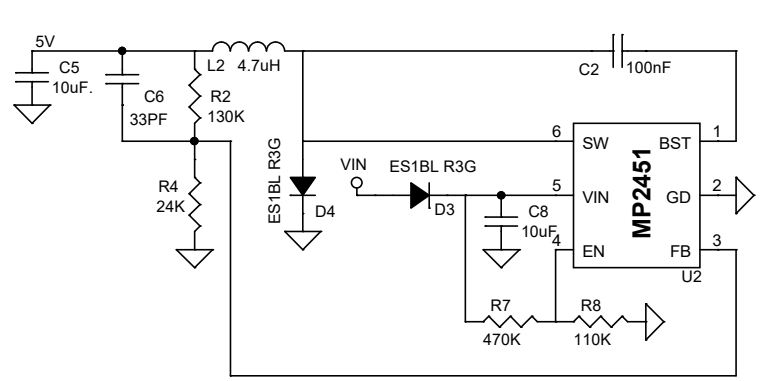 5V
C5
10uF.
C6
33PF
R2
130K
L2 4.7uH
C2
100nF
R4
24K
ES1BL R3G
D4
VIN
ES1BL R3G
D3
C8
10uF
6
5
4
SW
VIN
EN
MP2451
BST
GD
FB
1
2
3
U2
R7
470K
R8
110K